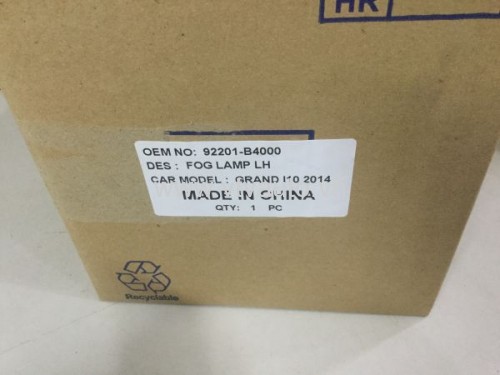 HR
OEM NO: 92201-B4000
DES : FOG LAMP LH
CAR MODEL : GRAND I10 2014
MADE IN CHINA
QTY: 1 PC
Recyclable